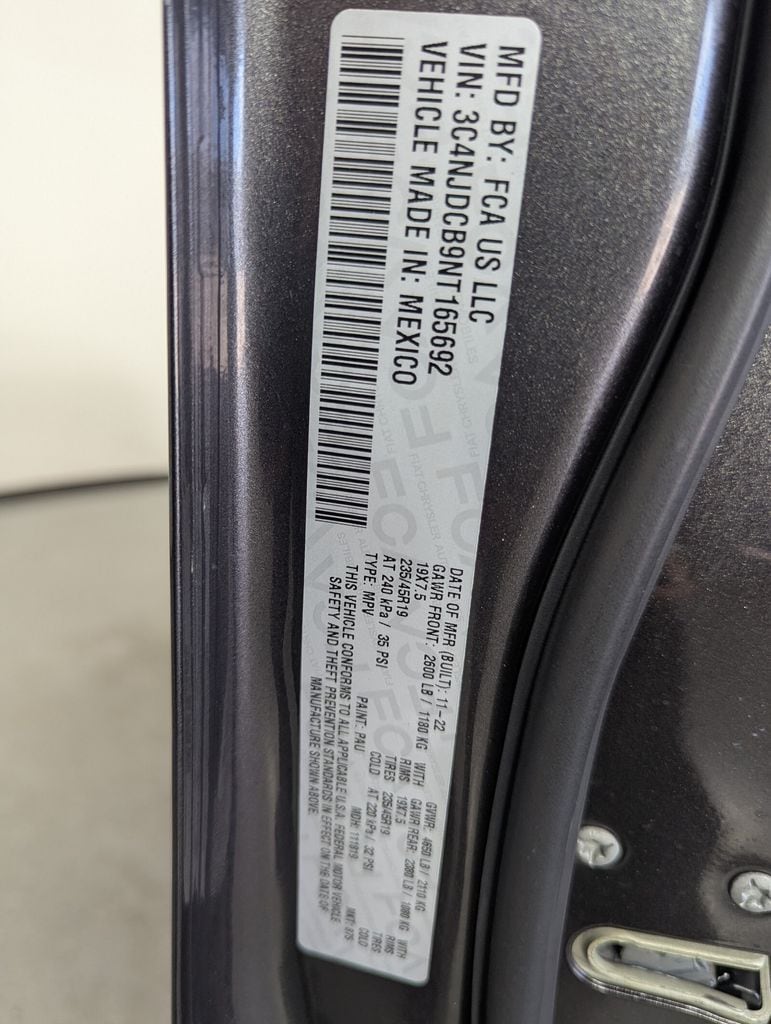 MFD BY: FCA US LLC
VIN: 3C4NJDCB9NT165692
VEHICLE MADE IN: MEXICO
DATE OF MFR (BUILT): 11-22 GVWR: 4650 LB / 2110 KG
GAWR FRONT: 2600 LB / 1180 KG WITH GAWR REAR: 2380 LB / 1080 KG WITH
19X7.5 RIMS 19X7.5 RIMS
235/45R19 TIRES 235/45R19 TIRES
AT 240 kPa / 35 PSI COLD AT 220 kPa / 32 PSI COLD
TYPE: MPV PAINT: PAU MDH: 111819 MKT:
THIS VEHICLE CONFORMS TO ALL APPLICABLE U.S.A. FEDERAL MOTOR VEHICLE
SAFETY AND THEFT PREVENTION STANDARDS IN EFFECT ON THE DATE OF
MANUFACTURE SHOWN ABOVE.